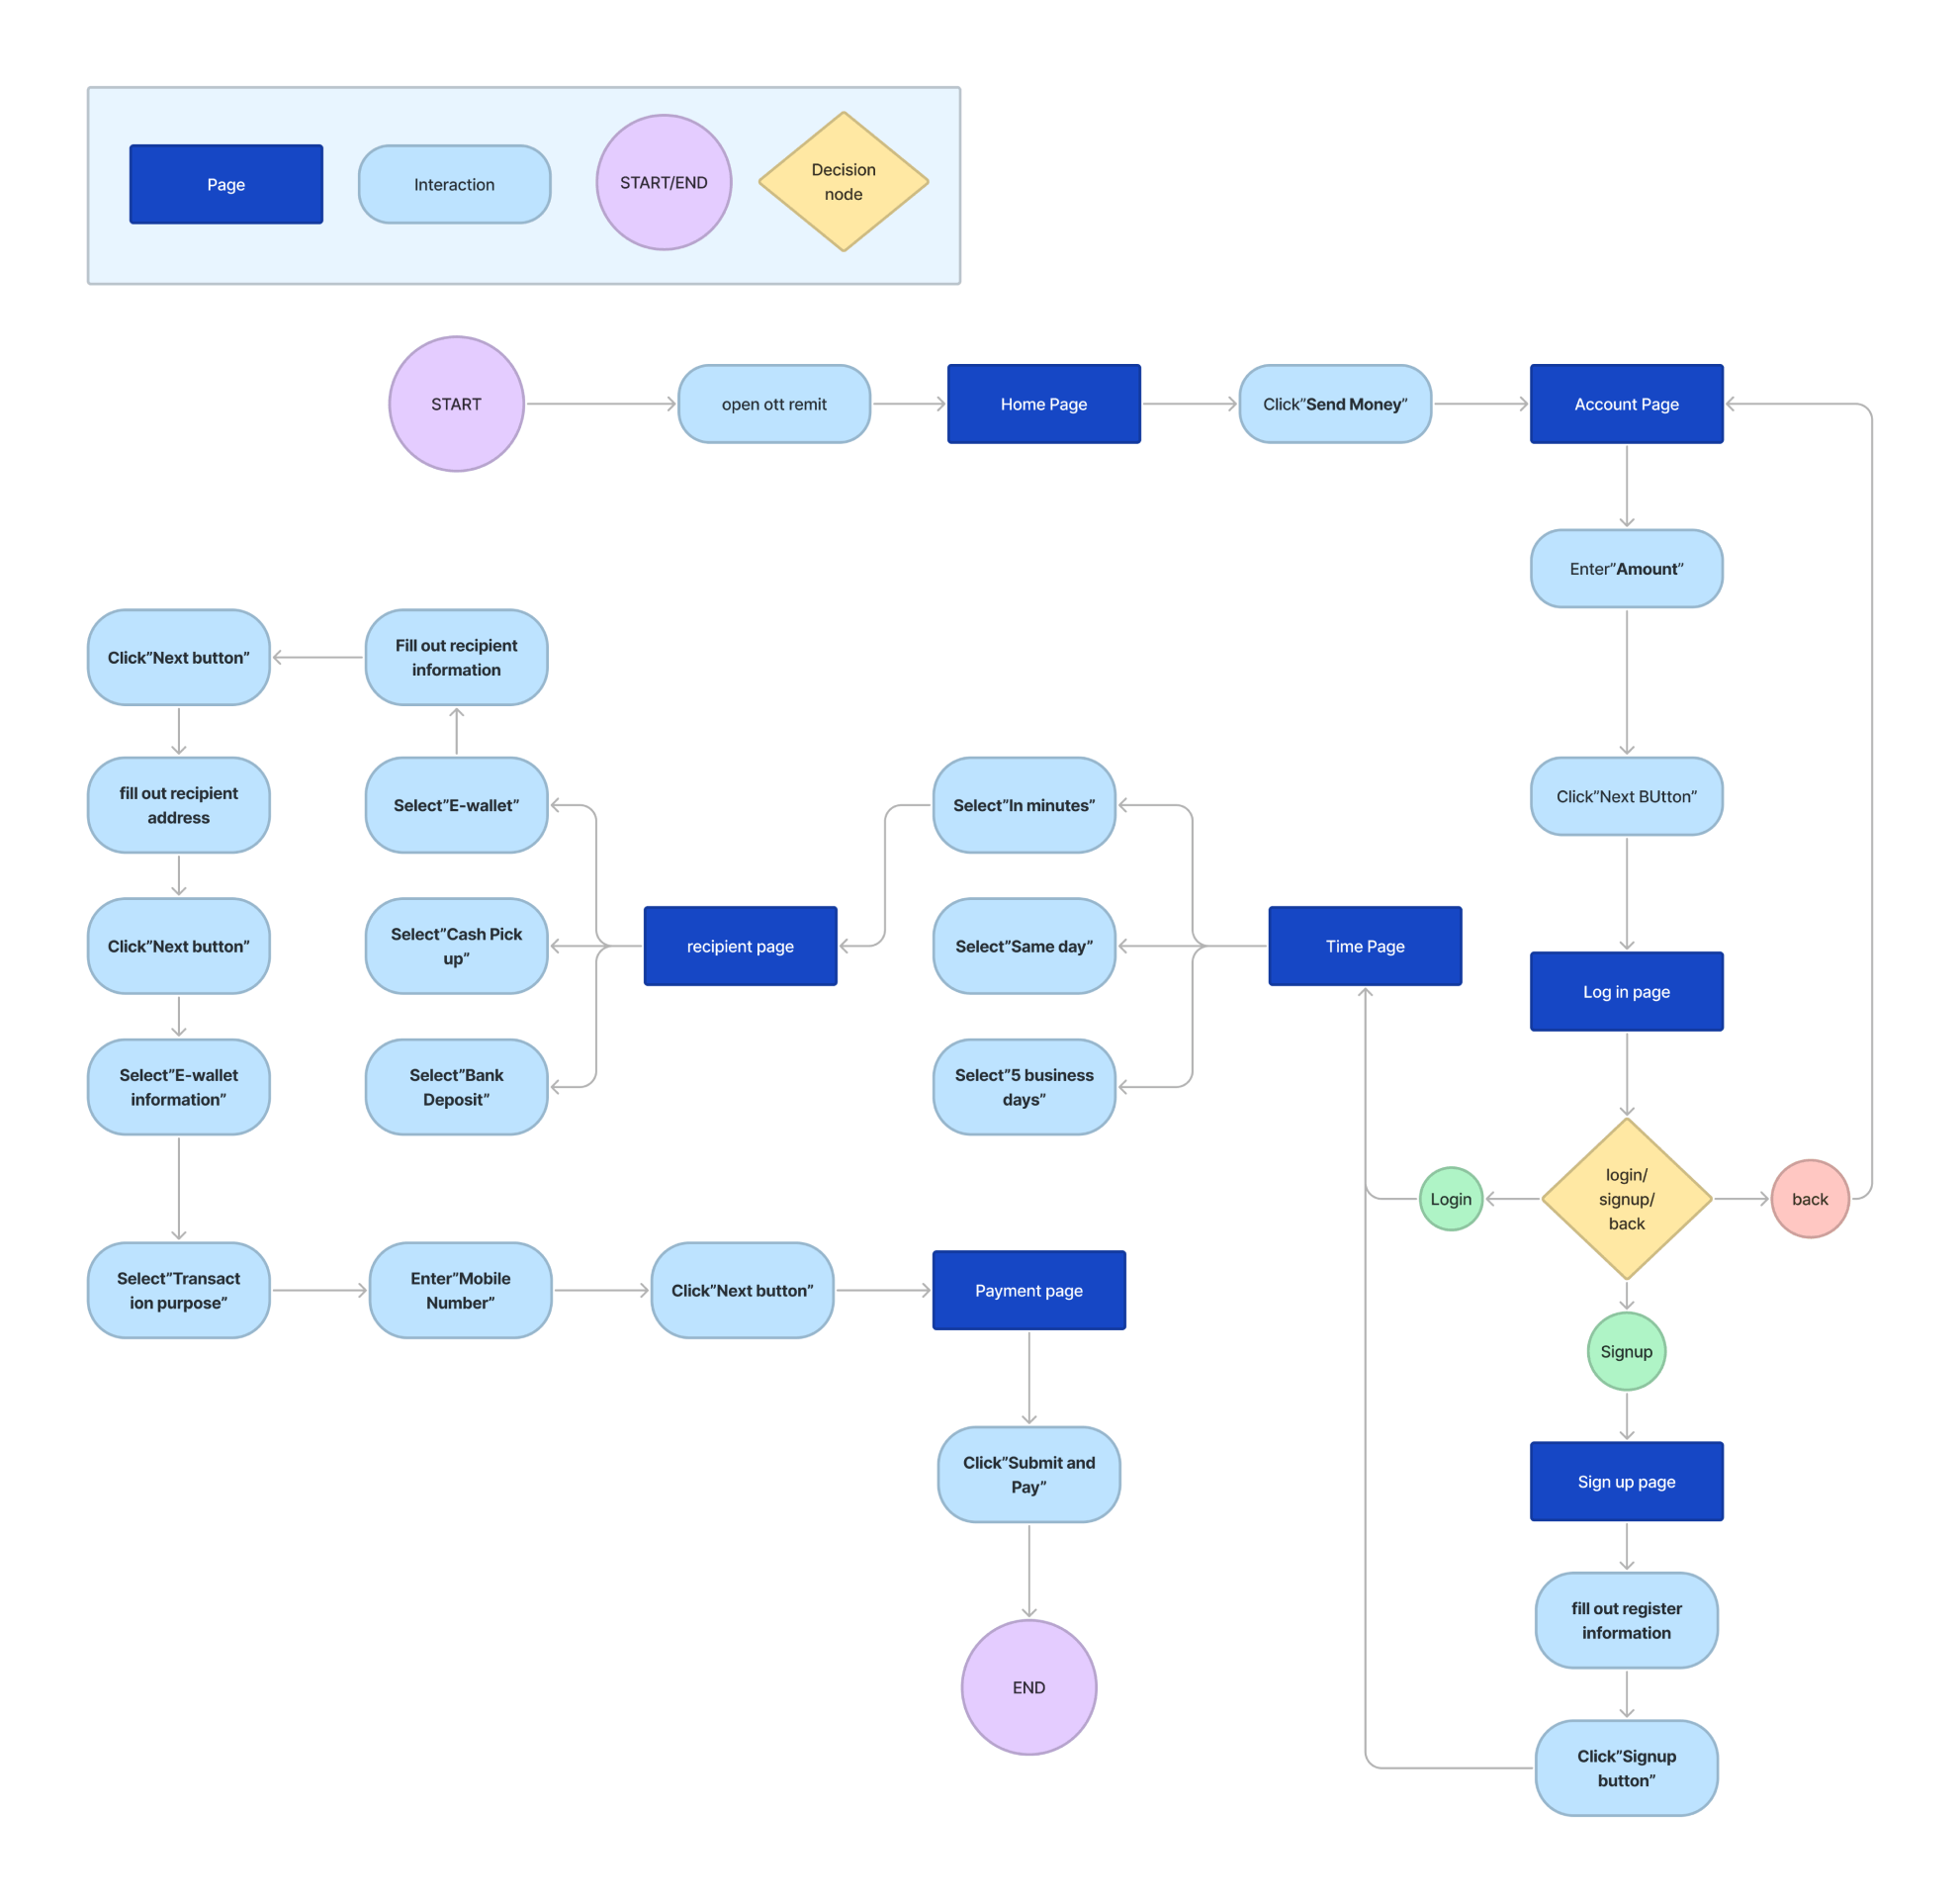 Page
Interaction
START/END
Decision
node
START
open ott remit
Home Page
Click”Send Money”
Account Page
Enter”Amount”
Click”Next BUtton”
Log in page
login/
signup/
back
Login
back
Signup
Sign up page
fill out register
information
Click”Signup
button”
Time Page
Select”In minutes”
Select”Same day”
Select”5 business
days”
recipient page
Select”E-wallet”
Select”Cash Pick
up”
Select”Bank
Deposit”
Fill out recipient
information
Click”Next button”
fill out recipient
address
Click”Next button”
Select”E-wallet
information”
Select”Transact
ion purpose”
Enter”Mobile
Number”
Click”Next button”
Payment page
Click”Submit and
Pay”
END